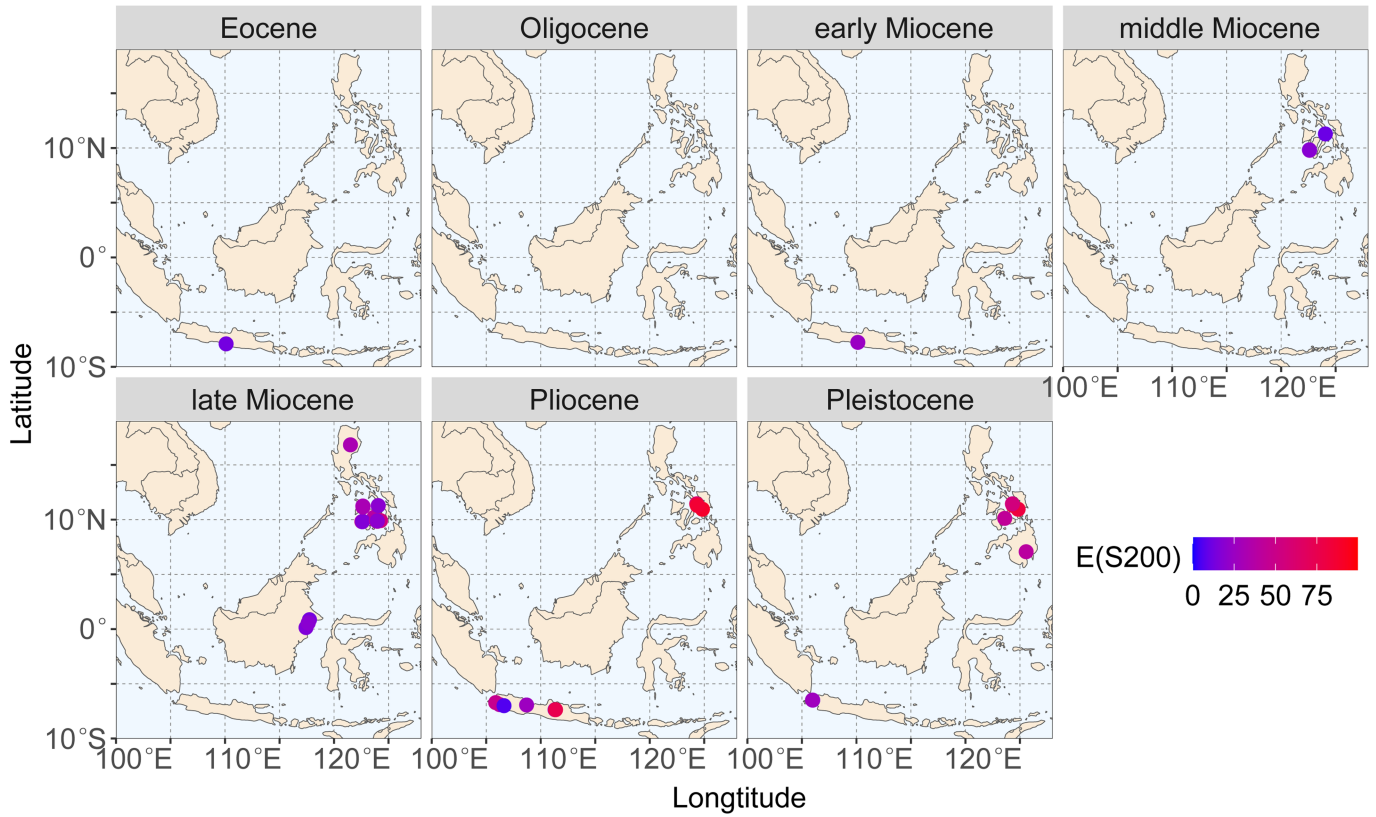 Eocene
Oligocene
early Miocene
middle Miocene
10°N
0°
10°S
100°E 110°E 120°E
Latitude
late Miocene
Pliocene
Pleistocene
10°N
0°
10°S
E(S200)
0 25 50 75
100°E 110°E 120°E 100°E 110°E 120°E 100°E 110°E 120°E
Longtitude